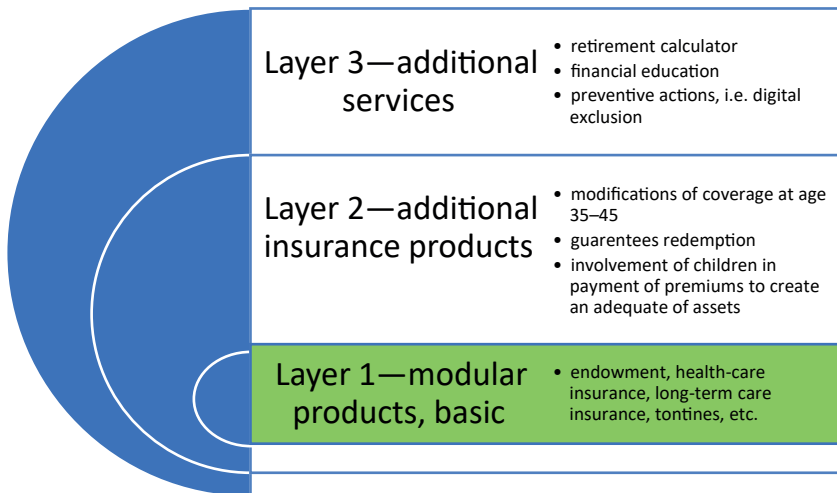 Layer 3—additional
services
• retirement calculator
• financial education
• preventive actions, i.e. digital
exclusion
Layer 2—additional
insurance products
• modifications of coverage at age
35–45
• guarentees redemption
• involvement of children in
payment of premiums to create
an adequate of assets
Layer 1—modular
products, basic
• endowment, health-care
insurance, long-term care
insurance, tontines, etc.